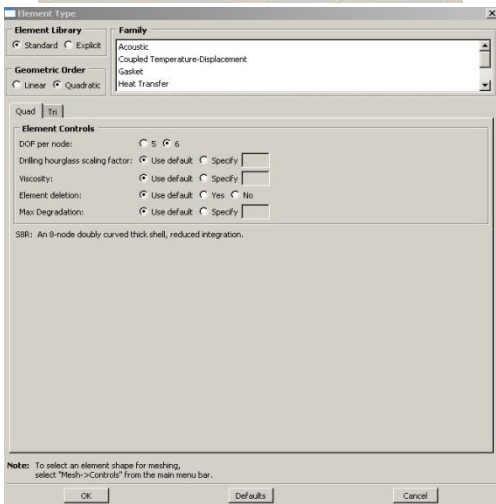 Element Type
Element Library
Standard Explicit
Geometric Order
Linear Quadratic
Family
Acoustic
Coupled Temperature-Displacement
Gasket
Heat Transfer
Quad Tri
Element Controls
DOF per node: 5 6
Drilling hourglass scaling factor: Use default Specify
Viscosity: Use default Specify
Element deletion: Use default Yes No
Max Degradation: Use default Specify
S8R: An 8-node doubly curved thick shell, reduced integration.
Note: To select an element shape for meshing,
select "Mesh->Controls" from the main menu bar.
OK Defaults Cancel